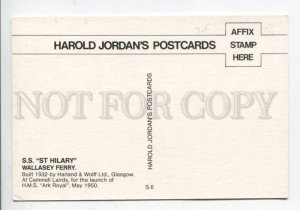 HAROLD JORDAN'S POSTCARDS
AFFIX
STAMP
HERE
NOT FOR COPY
HAROLD JORDAN'S POSTCARDS
S.S. "ST HILARY"
WALLASEY FERRY.
Built 1932 by Harland & Wolff Ltd., Glasgow.
At Cammell Lairds, for the launch of
H.M.S. "Ark Royal", May 1950.
S.6